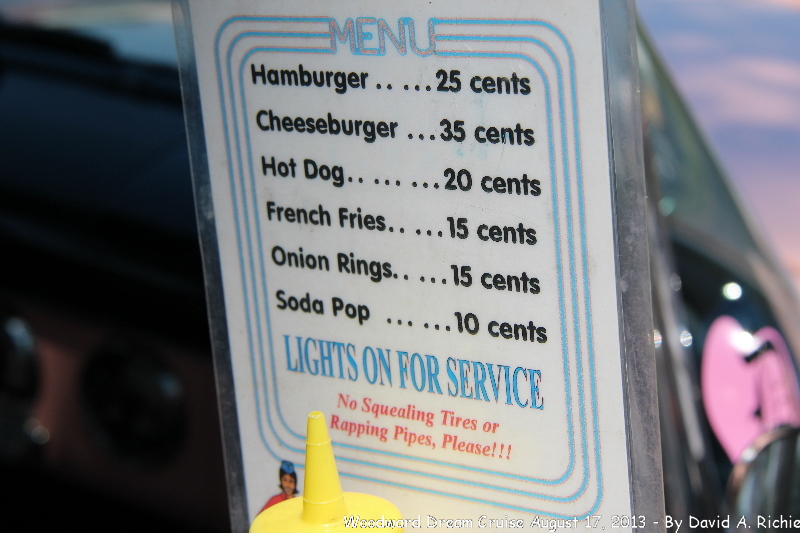 MENU
Hamburger .. ...25 cents
Cheeseburger ...35 cents
Hot Dog.. ... ...20 cents
French Fries.. ...15 cents
Onion Rings.. ...15 cents
Soda Pop ... ...10 cents
LIGHTS ON FOR SERVICE
No Squealing Tires or
Rapping Pipes, Please!!!
Woodward Dream Cruise August 17, 2013 - By David A. Richie